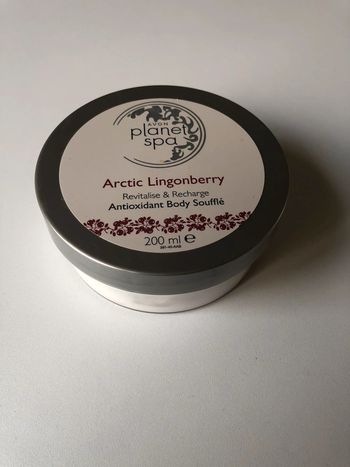 AVON
planet
spa
Arctic Lingonberry
Revitalise & Recharge
Antioxidant Body Soufflé
200 ml e